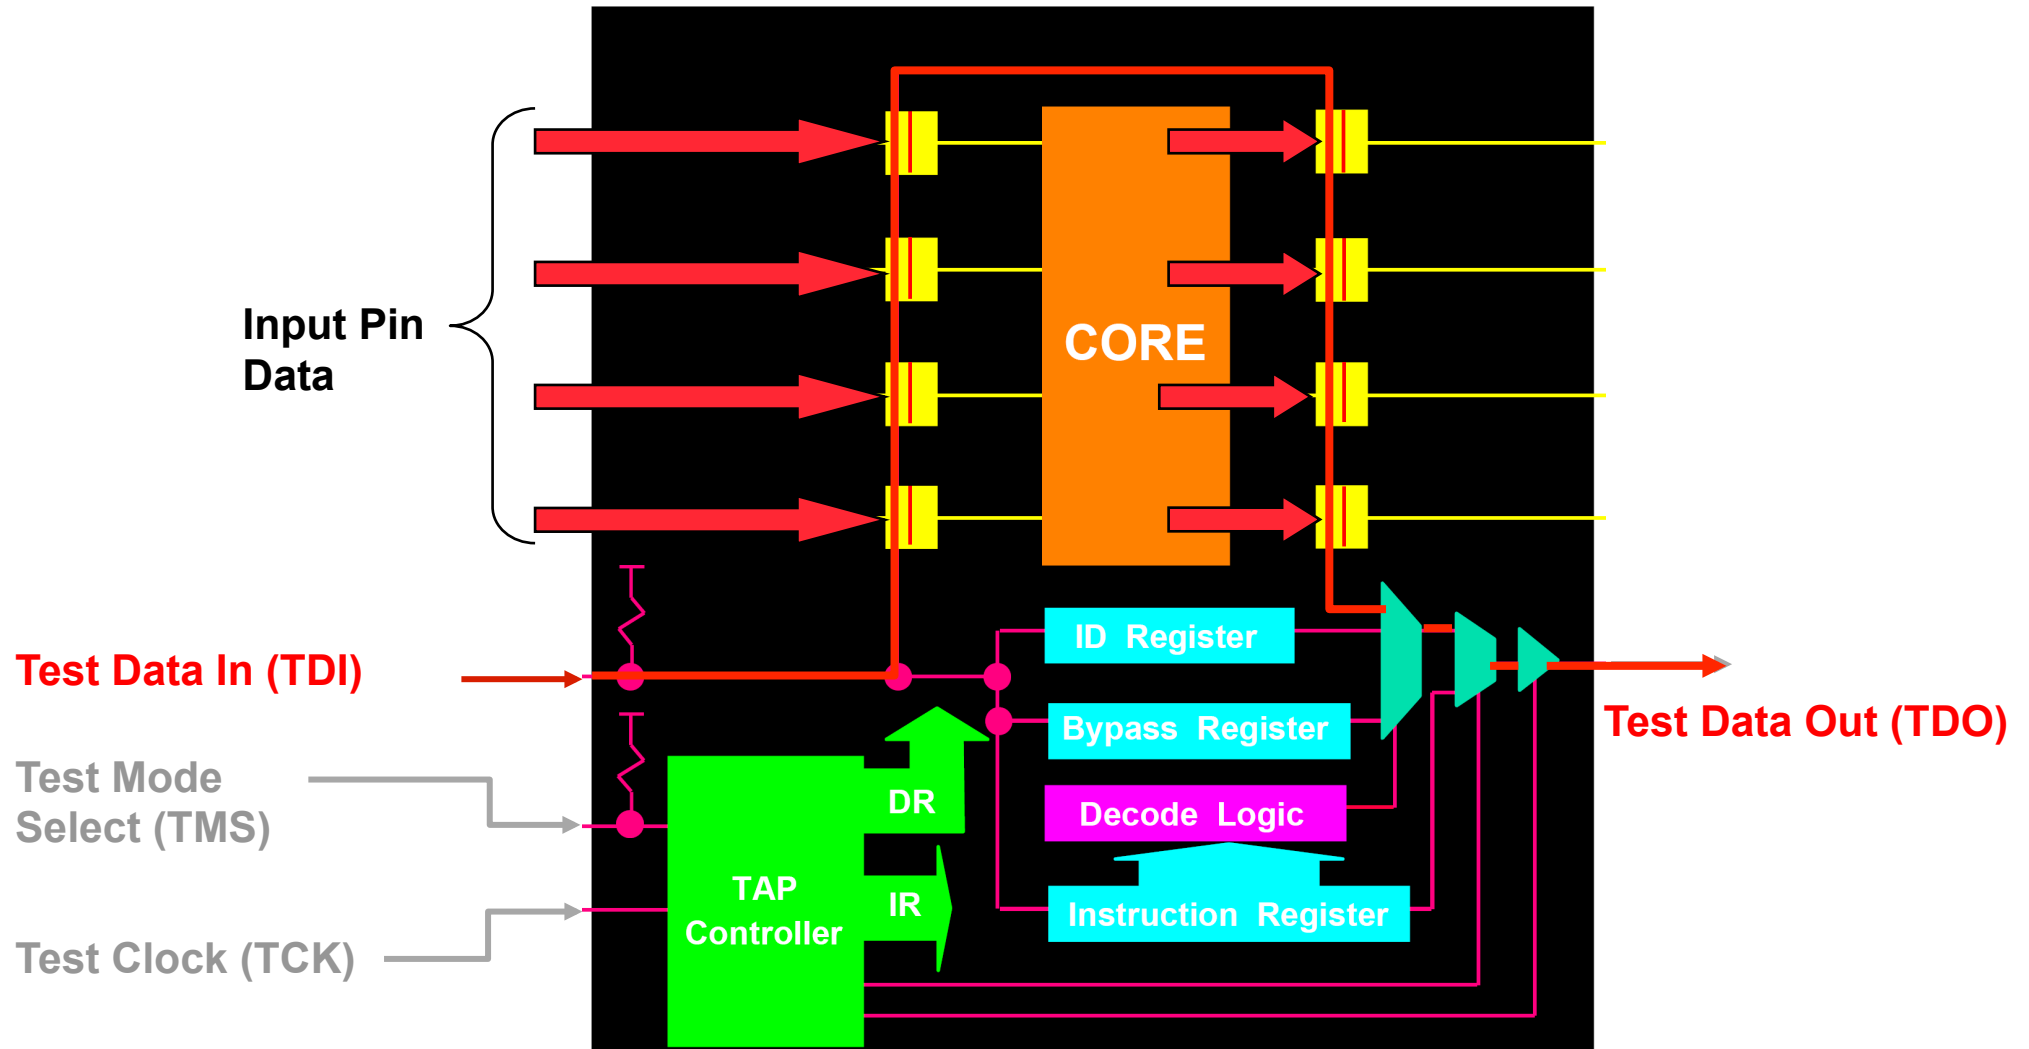 Input Pin
Data
CORE
ID Register
Test Data In (TDI)
Bypass Register
Test Data Out (TDO)
Test Mode
Select (TMS)
DR
Decode Logic
TAP
Controller
IR
Instruction Register
Test Clock (TCK)